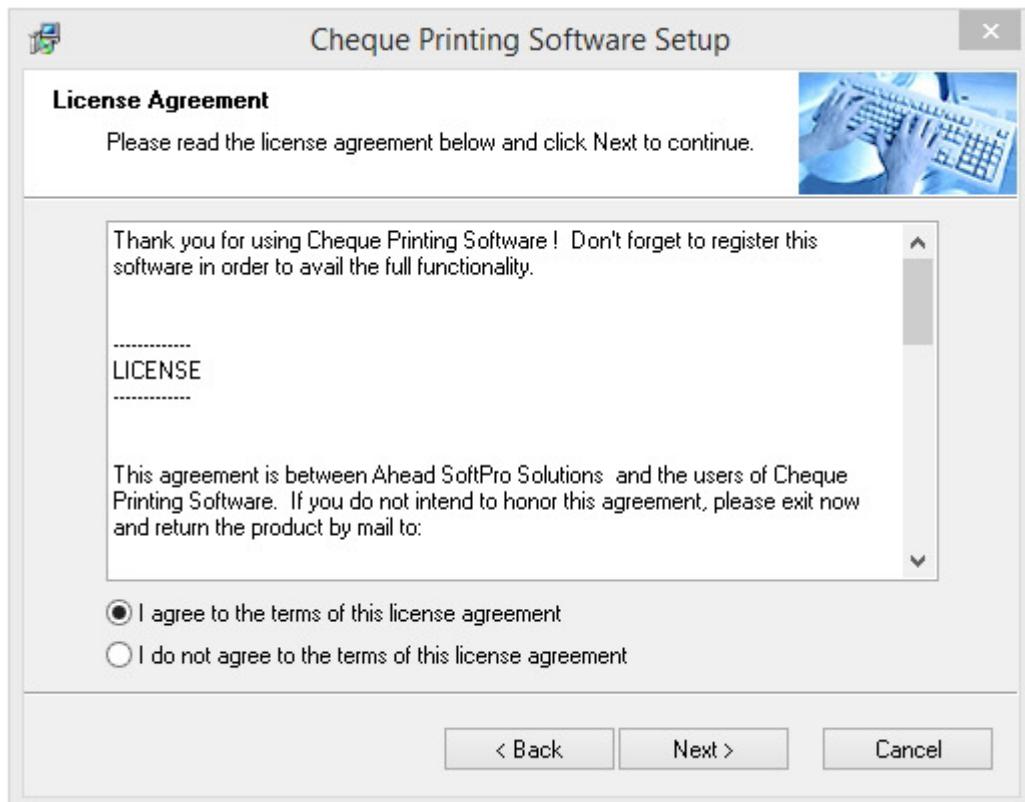 Cheque Printing Software Setup
License Agreement
Please read the license agreement below and click Next to continue.
Thank you for using Cheque Printing Software !  Don't forget to register this
software in order to avail the full functionality.
-------------
LICENSE
-------------
This agreement is between Ahead SoftPro Solutions  and the users of Cheque
Printing Software.  If you do not intend to honor this agreement, please exit now
and return the product by mail to:
I agree to the terms of this license agreement
I do not agree to the terms of this license agreement
< Back
Next >
Cancel